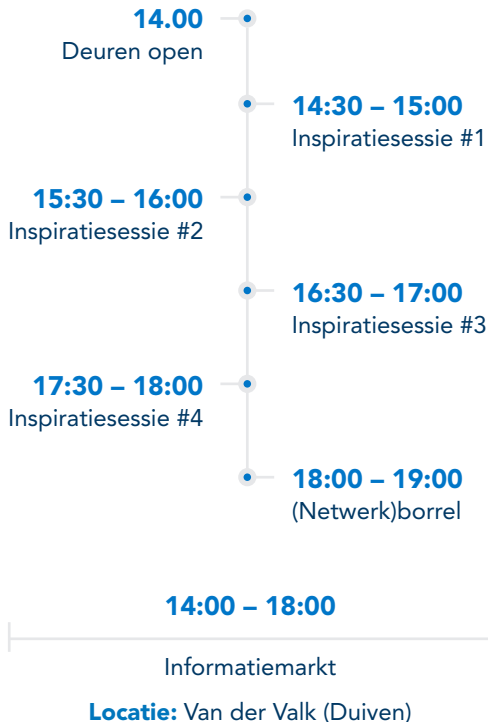 14.00
Deuren open
14:30 – 15:00
Inspiratiesessie #1
15:30 – 16:00
Inspiratiesessie #2
16:30 – 17:00
Inspiratiesessie #3
17:30 – 18:00
Inspiratiesessie #4
18:00 – 19:00
(Netwerk)borrel
14:00 – 18:00
Informatiemarkt
Locatie: Van der Valk (Duiven)